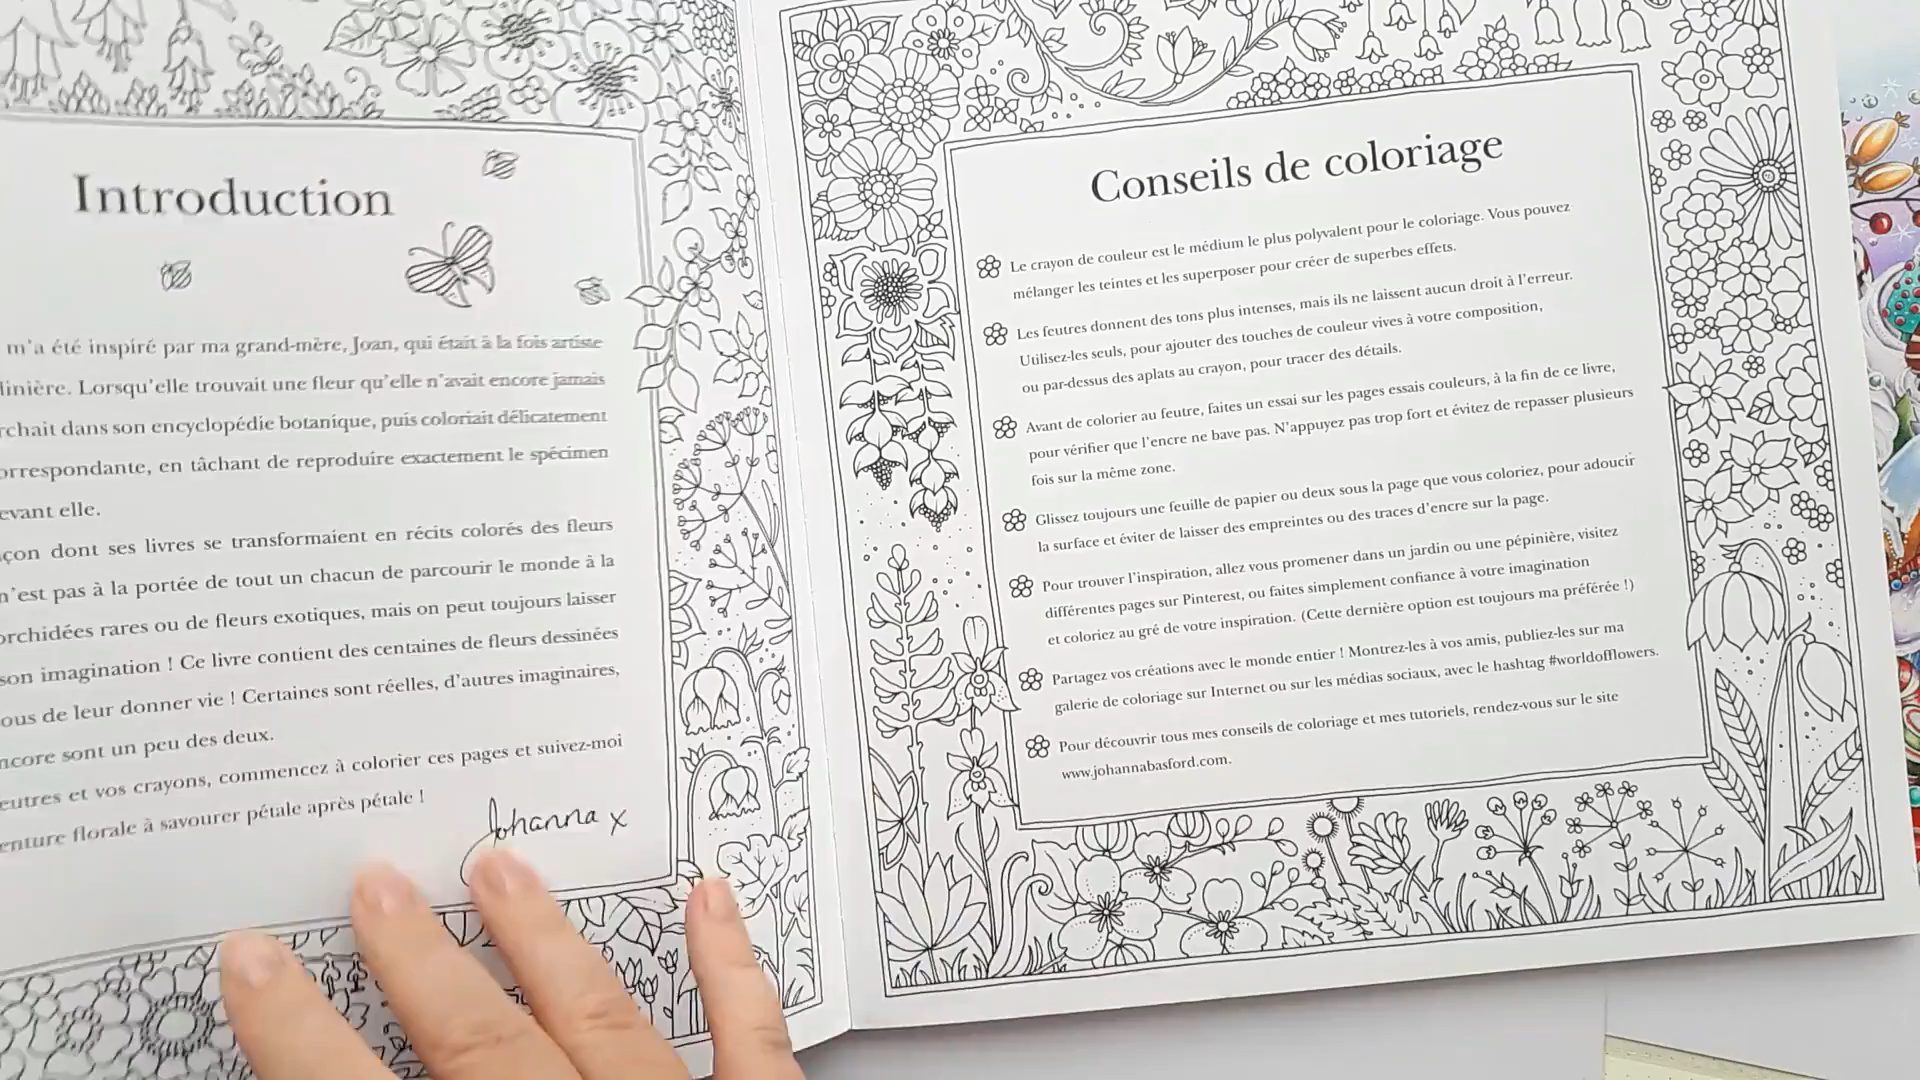 Introduction
m'a été inspiré par ma grand-mère, Joan, qui était à la fois artiste
Lorsqu'elle trouvait une fleur qu'elle n'avait encore jamais
dans son encyclopédie botanique, puis coloriait délicatement
en tâchant de reproduire exactement le spécimen
elle.
dont ses livres se transformaient en récits colorés des fleurs
n'est pas à la portée de tout un chacun de parcourir le monde à la
orchidées rares ou de fleurs exotiques, mais on peut toujours laisser
son imagination ! Ce livre contient des centaines de fleurs dessinées
de leur donner vie ! Certaines sont réelles, d'autres imaginaires,
sont un peu des deux.
et vos crayons, commencez à colorier ces pages et suivez-moi
florale à savourer pétale après pétale !
Johanna x
Conseils de coloriage
Le crayon de couleur est le médium le plus polyvalent pour le coloriage. Vous pouvez
mélanger les teintes et les superposer pour créer de superbes effets.
Les feutres donnent des tons plus intenses, mais ils ne laissent aucun droit à l'erreur.
Utilisez-les seuls, pour ajouter des touches de couleur vives à votre composition,
ou par-dessus des aplats au crayon, pour tracer des détails.
Avant de colorier au feutre, faites un essai sur les pages essais couleurs, à la fin de ce livre,
pour vérifier que l'encre ne bave pas. N'appuyez pas trop fort et évitez de repasser plusieurs
fois sur la même zone.
Glissez toujours une feuille de papier ou deux sous la page que vous coloriez, pour adoucir
la surface et éviter de laisser des empreintes ou des traces d'encre sur la page.
Pour trouver l'inspiration, allez vous promener dans un jardin ou une pépinière, visitez
différentes pages sur Pinterest, ou faites simplement confiance à votre imagination
et coloriez au gré de votre inspiration. (Cette dernière option est toujours ma préférée !)
Partagez vos créations avec le monde entier ! Montrez-les à vos amis, publiez-les sur ma
galerie de coloriage sur Internet ou sur les médias sociaux, avec le hashtag #worldofflowers.
Pour découvrir tous mes conseils de coloriage et mes tutoriels, rendez-vous sur le site
www.johannabasford.com.